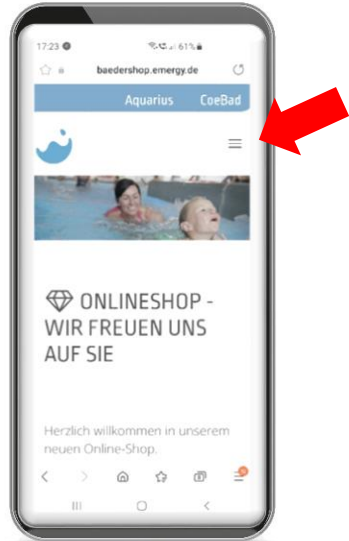 17:23 61%
baedershop.emergy.de
Aquarius CoeBad
ONLINESHOP -
WIR FREUEN UNS
AUF SIE
Herzlich willkommen in unserem
neuen Online-Shop.